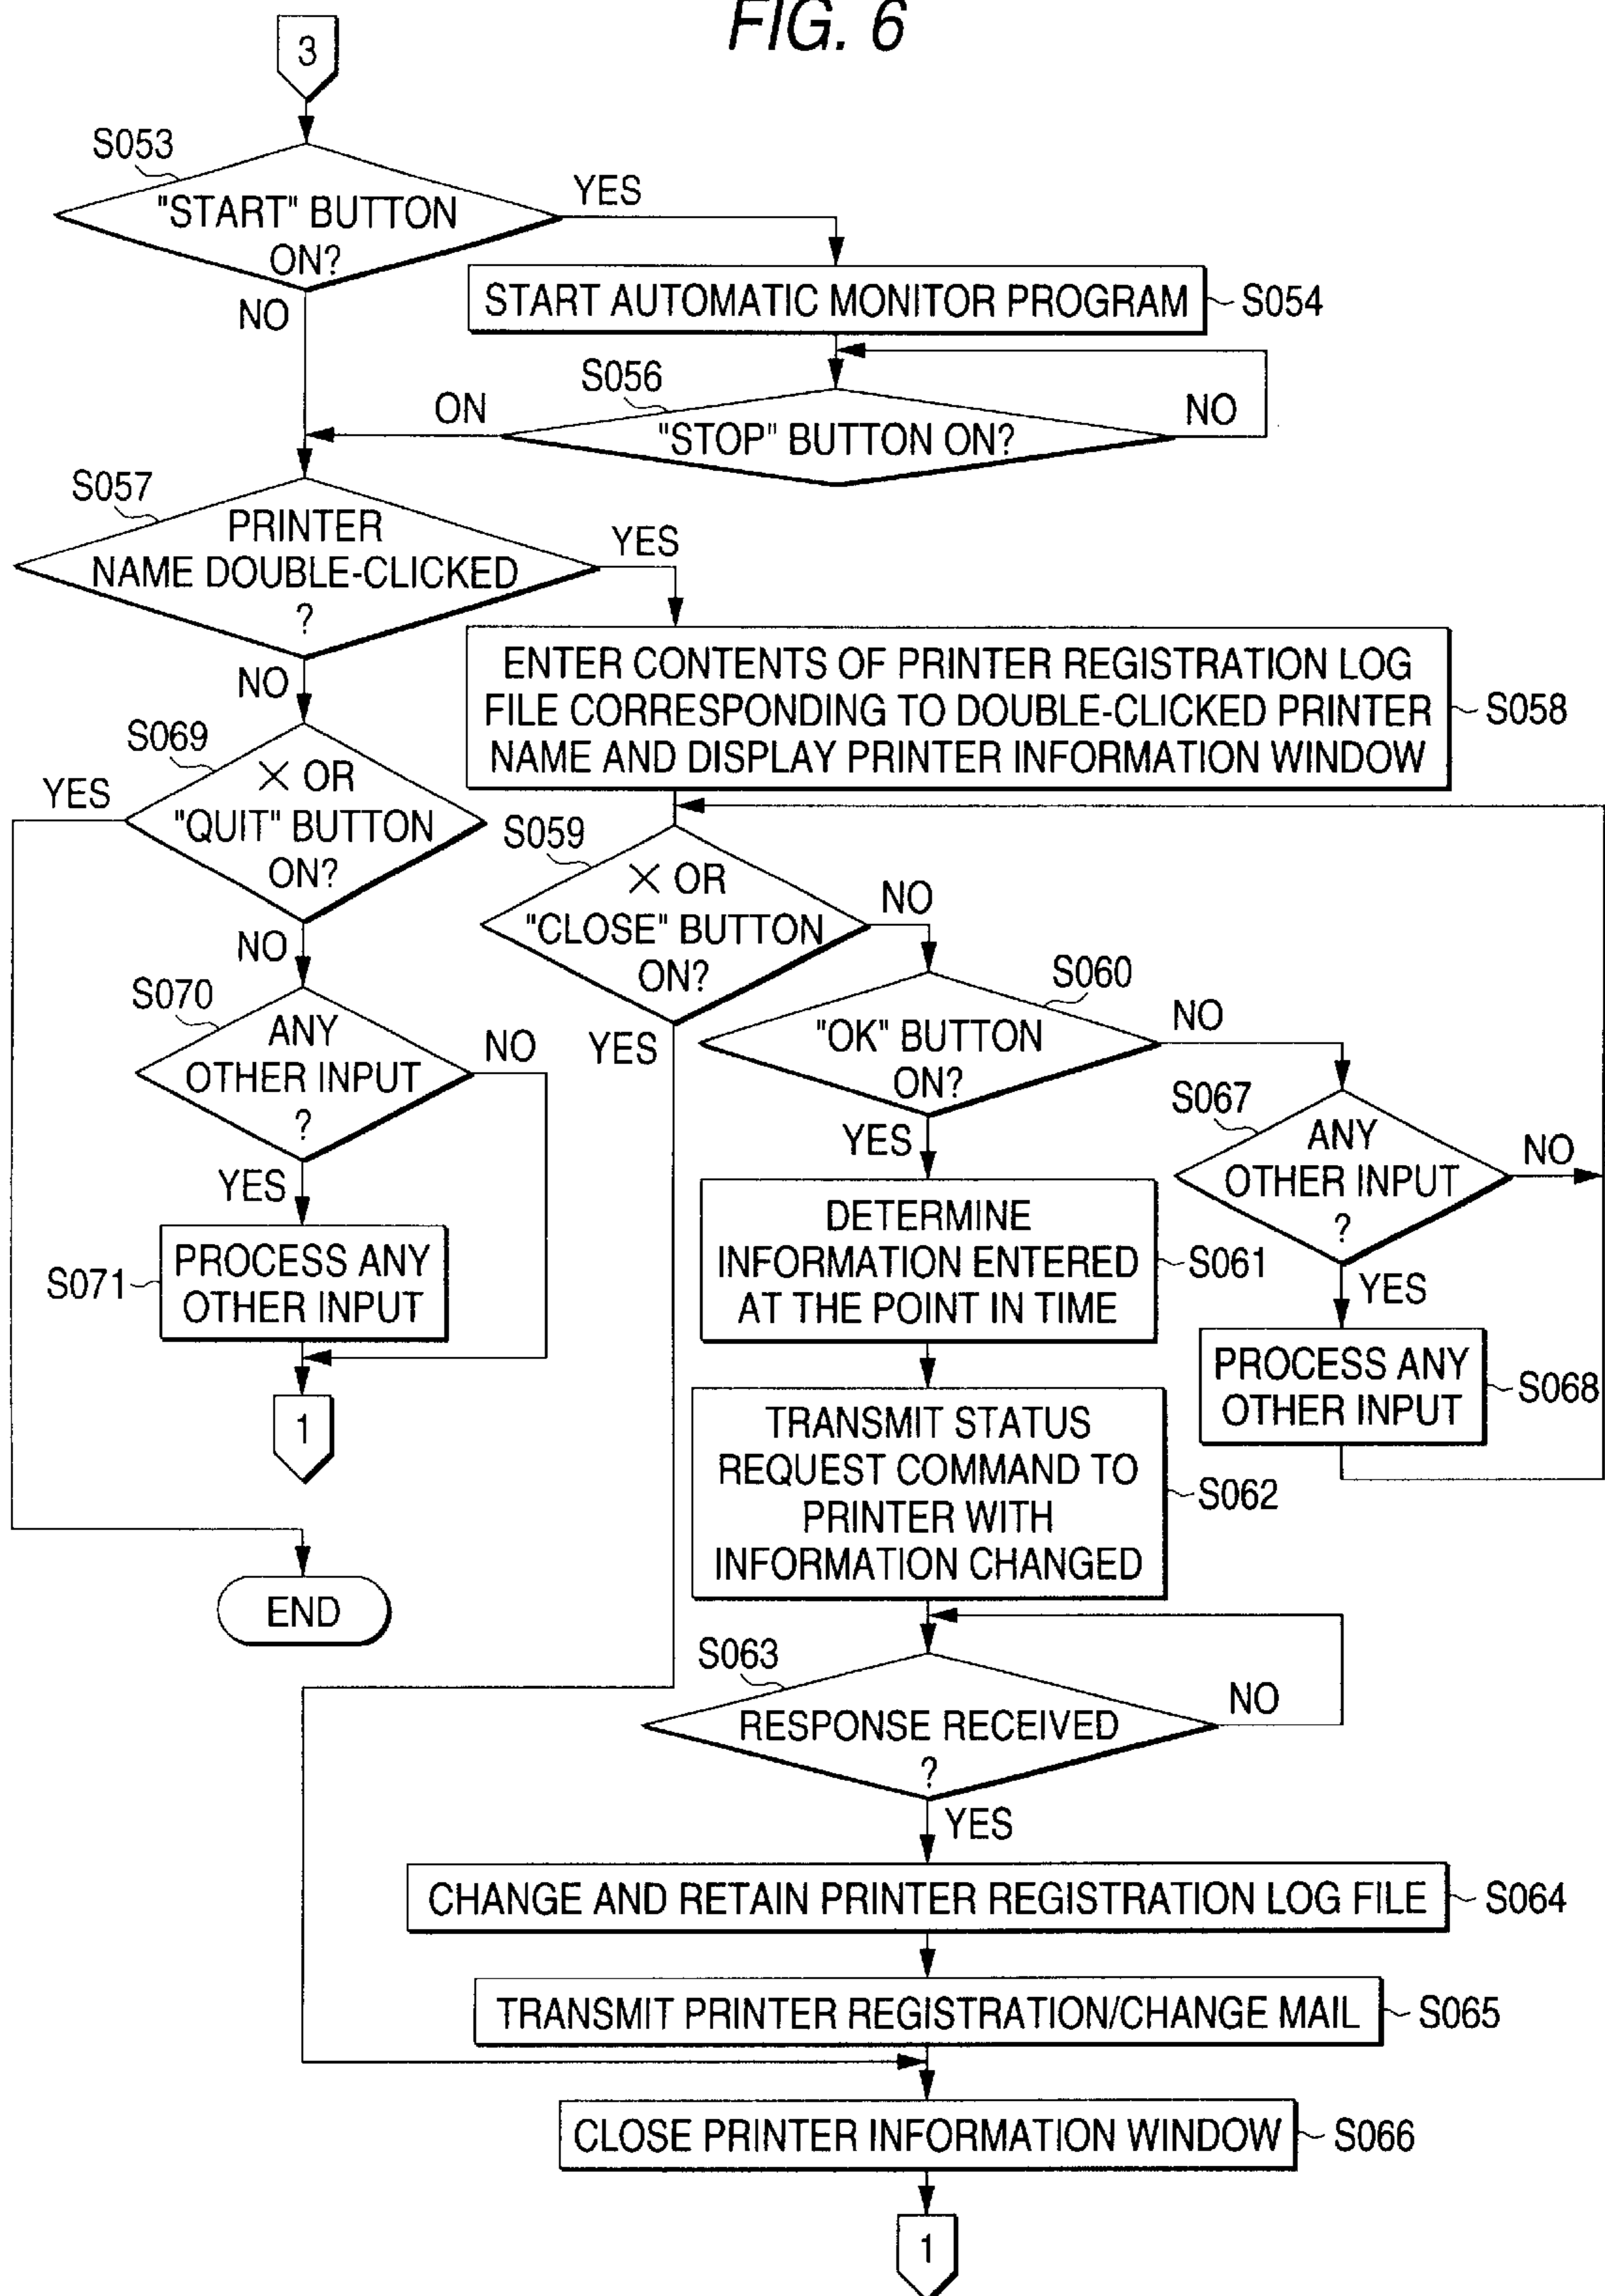 FIG. 6
3
S053
"START" BUTTON
ON?
YES
NO
START AUTOMATIC MONITOR PROGRAM
S054
S056
"STOP" BUTTON ON?
ON
NO
S057
PRINTER
NAME DOUBLE-CLICKED
?
YES
NO
ENTER CONTENTS OF PRINTER REGISTRATION LOG
FILE CORRESPONDING TO DOUBLE-CLICKED PRINTER
NAME AND DISPLAY PRINTER INFORMATION WINDOW
S058
S069
× OR
"QUIT" BUTTON
ON?
YES
NO
S059
× OR
"CLOSE" BUTTON
ON?
NO
YES
S070
ANY
OTHER INPUT
?
NO
YES
S071
PROCESS ANY
OTHER INPUT
1
END
S060
"OK" BUTTON
ON?
NO
YES
S067
ANY
OTHER INPUT
?
NO
YES
PROCESS ANY
OTHER INPUT
S068
DETERMINE
INFORMATION ENTERED
AT THE POINT IN TIME
S061
TRANSMIT STATUS
REQUEST COMMAND TO
PRINTER WITH
INFORMATION CHANGED
S062
S063
RESPONSE RECEIVED
?
NO
YES
CHANGE AND RETAIN PRINTER REGISTRATION LOG FILE
S064
TRANSMIT PRINTER REGISTRATION/CHANGE MAIL
S065
CLOSE PRINTER INFORMATION WINDOW
S066
1